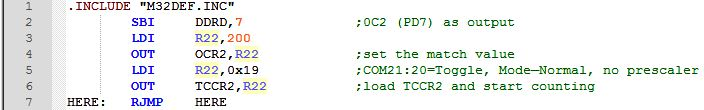 1 .INCLUDE "M32DEF.INC"
2 SBI DDRD,7 ;0C2 (PD7) as output
3 LDI R22,200
4 OUT OCR2,R22 ;set the match value
5 LDI R22,0x19 ;COM21:20=Toggle, Mode—Normal, no prescaler
6 OUT TCCR2,R22 ;load TCCR2 and start counting
7 HERE: RJMP HERE